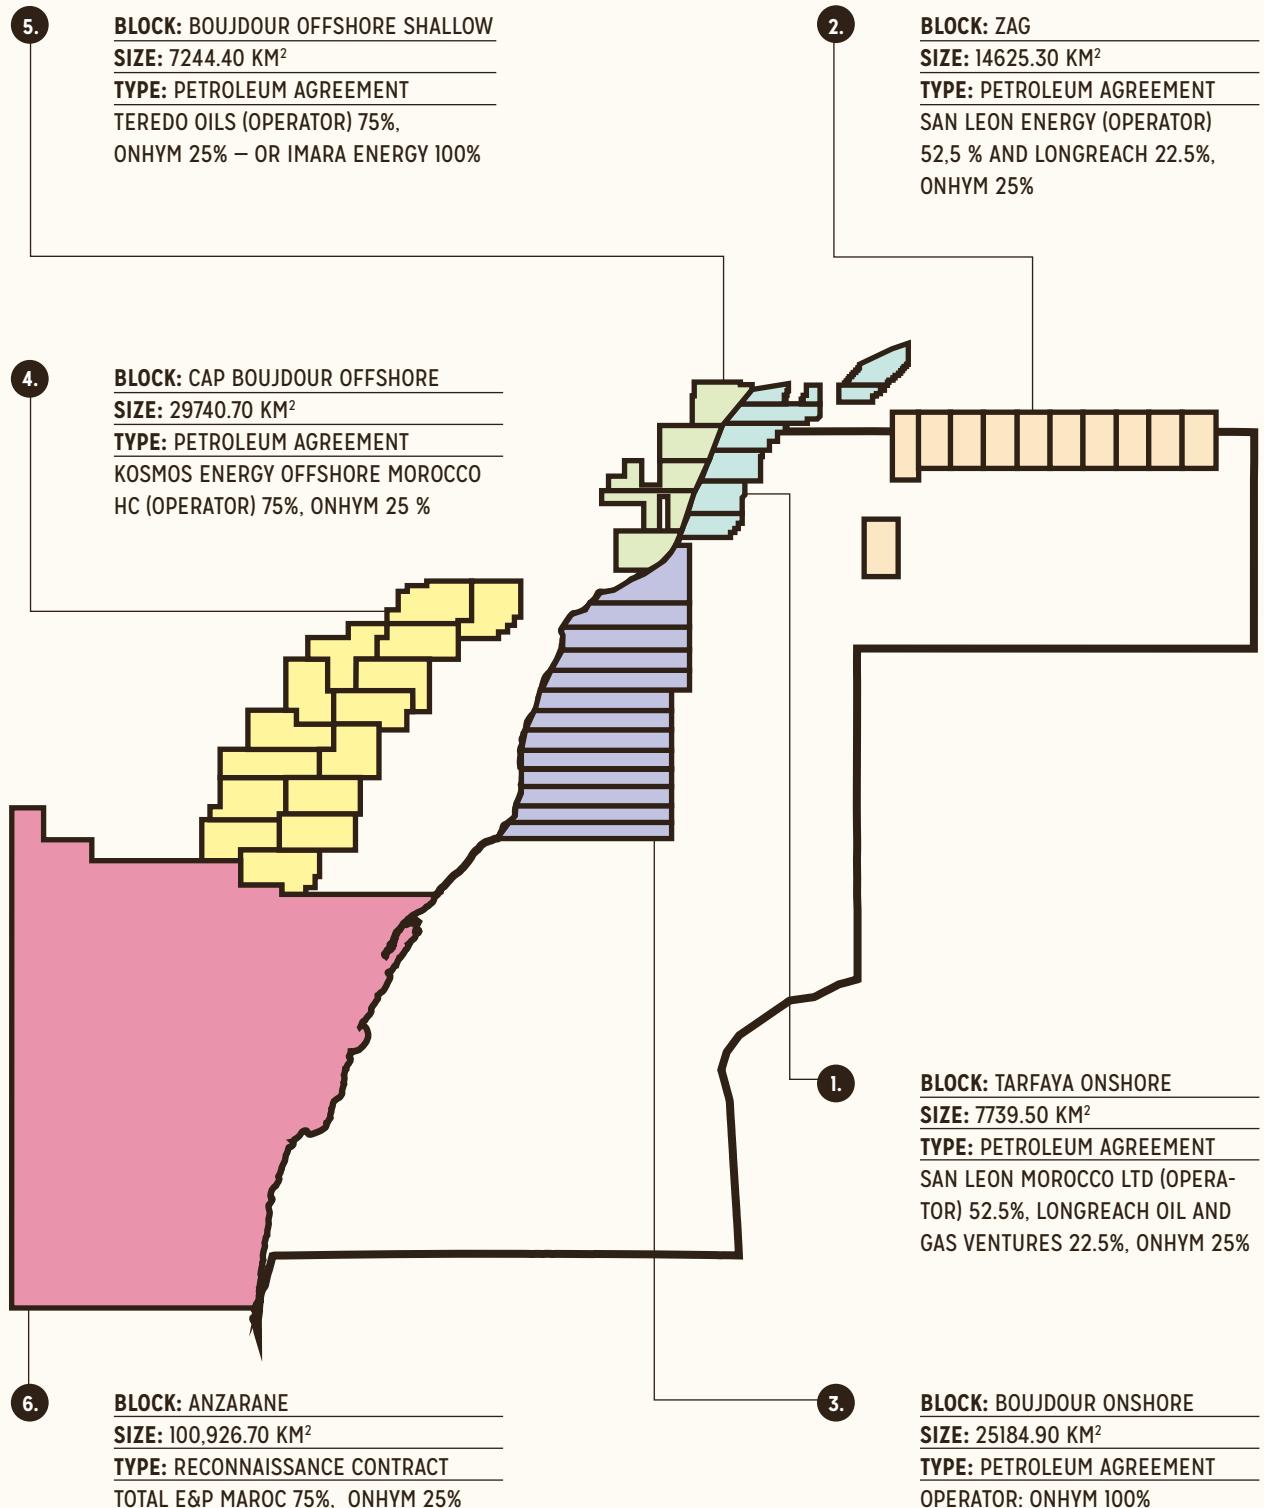 5.
BLOCK: BOUJDOUR OFFSHORE SHALLOW
SIZE: 7244.40 KM²
TYPE: PETROLEUM AGREEMENT
TEREDO OILS (OPERATOR) 75%,
ONHYM 25% – OR IMARA ENERGY 100%
2.
BLOCK: ZAG
SIZE: 14625.30 KM²
TYPE: PETROLEUM AGREEMENT
SAN LEON ENERGY (OPERATOR)
52,5 % AND LONGREACH 22.5%,
ONHYM 25%
4.
BLOCK: CAP BOUJDOUR OFFSHORE
SIZE: 29740.70 KM²
TYPE: PETROLEUM AGREEMENT
KOSMOS ENERGY OFFSHORE MOROCCO
HC (OPERATOR) 75%, ONHYM 25 %
1.
BLOCK: TARFAYA ONSHORE
SIZE: 7739.50 KM²
TYPE: PETROLEUM AGREEMENT
SAN LEON MOROCCO LTD (OPERA-
TOR) 52.5%, LONGREACH OIL AND
GAS VENTURES 22.5%, ONHYM 25%
6.
BLOCK: ANZARANE
SIZE: 100,926.70 KM²
TYPE: RECONNAISSANCE CONTRACT
TOTAL E&P MAROC 75%, ONHYM 25%
3.
BLOCK: BOUJDOUR ONSHORE
SIZE: 25184.90 KM²
TYPE: PETROLEUM AGREEMENT
OPERATOR: ONHYM 100%